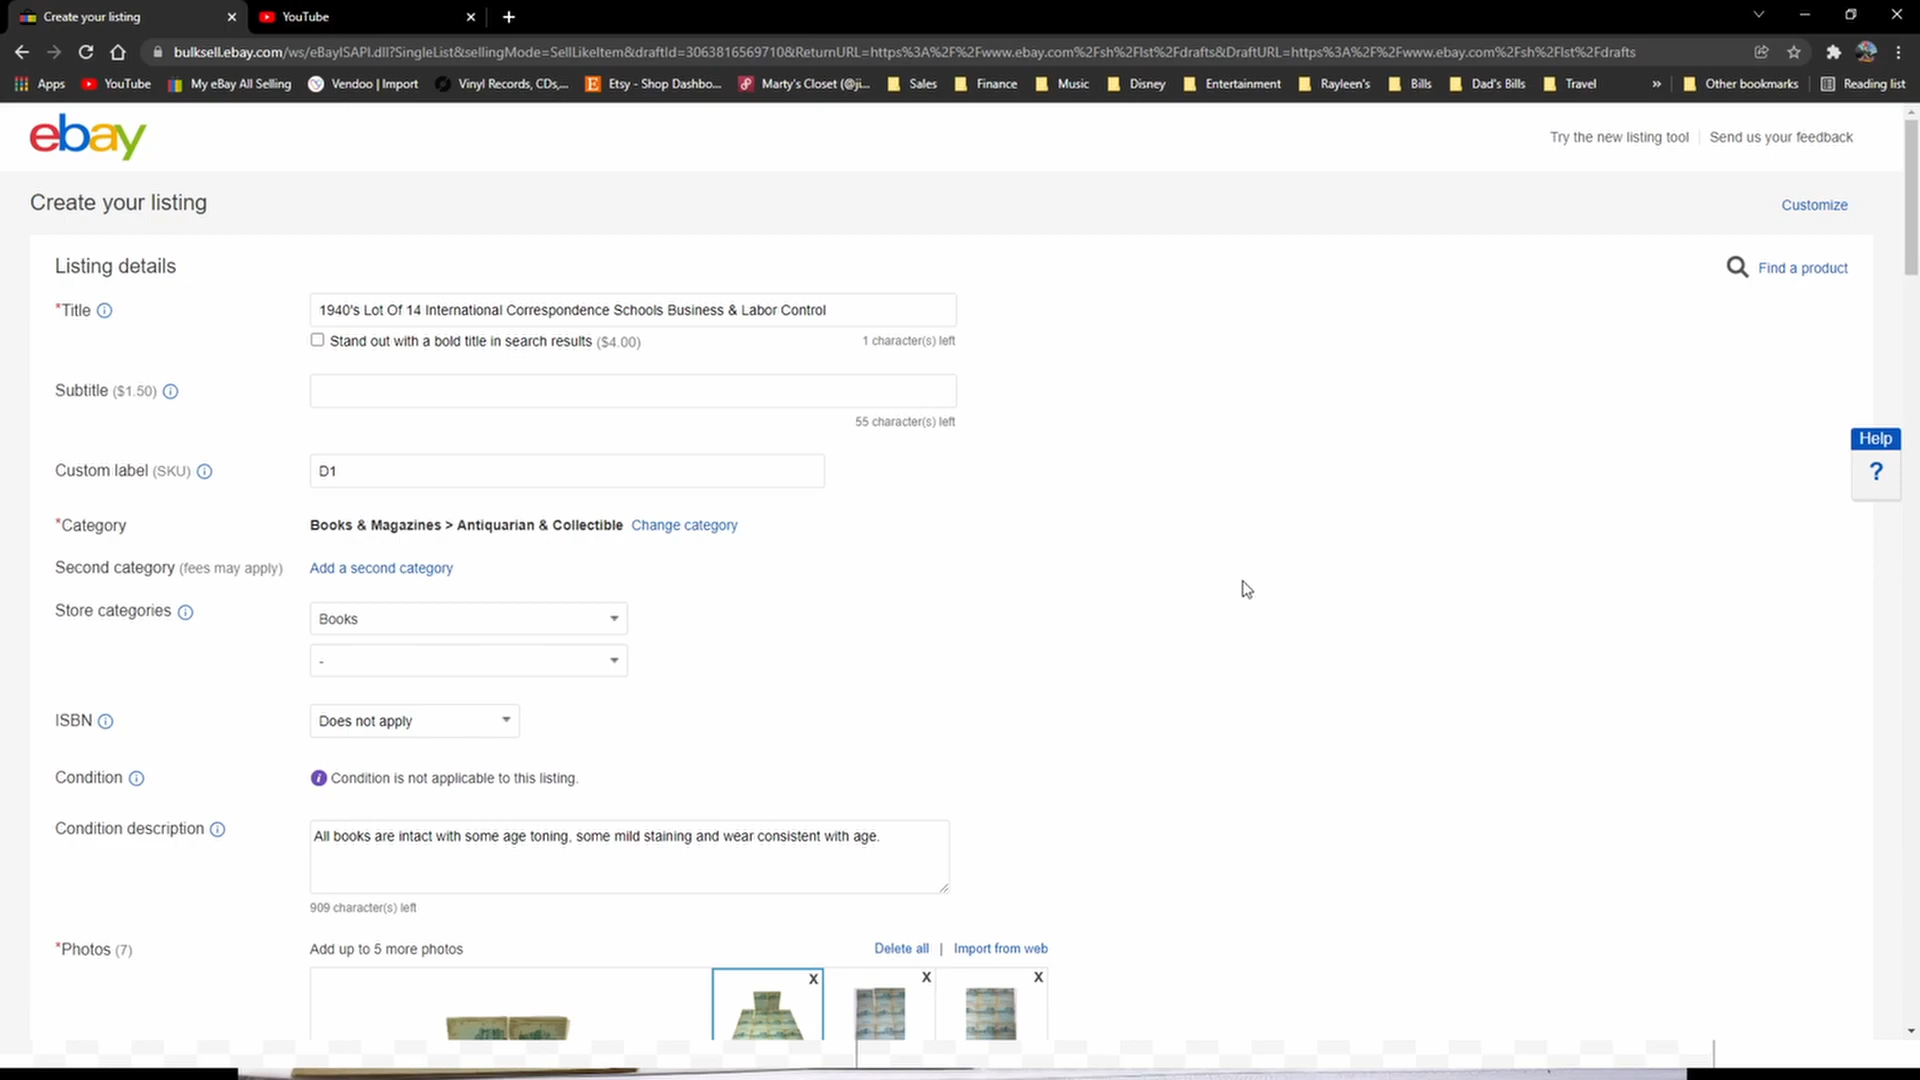 Create your listing
YouTube
bulksell.ebay.com/ws/eBayISAPI.dll?SingleList&sellingMode=SellLikeItem&draftId=3063816569710&ReturnURL=https%3A%2F%2Fwww.ebay.com%2Fsh%2Flst%2Fdrafts&DraftURL=https%3A%2F%2Fwww.ebay.com%2Fsh%2Flst%2Fdrafts
Apps YouTube My eBay All Selling Vendoo | Import Vinyl Records, CDs,... Etsy - Shop Dashbo... Marty's Closet (@ji... Sales Finance Music Disney Entertainment Rayleen's Bills Dad's Bills Travel » Other bookmarks Reading list
ebay
Try the new listing tool | Send us your feedback
Create your listing
Customize
Listing details
Find a product
*Title
1940's Lot Of 14 International Correspondence Schools Business & Labor Control
Stand out with a bold title in search results ($4.00)
1 character(s) left
Subtitle ($1.50)
55 character(s) left
Help
?
Custom label (SKU)
D1
*Category
Books & Magazines > Antiquarian & Collectible Change category
Second category (fees may apply)
Add a second category
Store categories
Books
-
ISBN
Does not apply
Condition
Condition is not applicable to this listing.
Condition description
All books are intact with some age toning, some mild staining and wear consistent with age.
909 character(s) left
*Photos (7)
Add up to 5 more photos
Delete all | Import from web
X X X